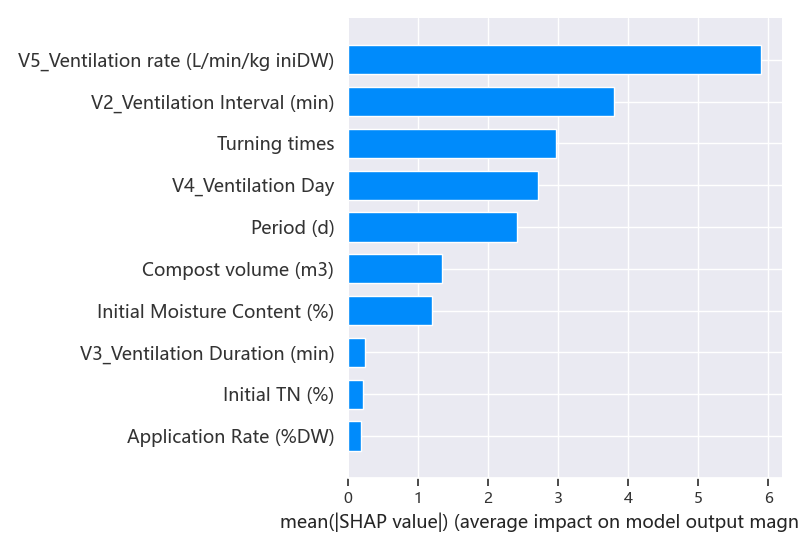 V5_Ventilation rate (L/min/kg iniDW)
V2_Ventilation Interval (min)
Turning times
V4_Ventilation Day
Period (d)
Compost volume (m3)
Initial Moisture Content (%)
V3_Ventilation Duration (min)
Initial TN (%)
Application Rate (%DW)
0 1 2 3 4 5 6
mean(|SHAP value|) (average impact on model output magn